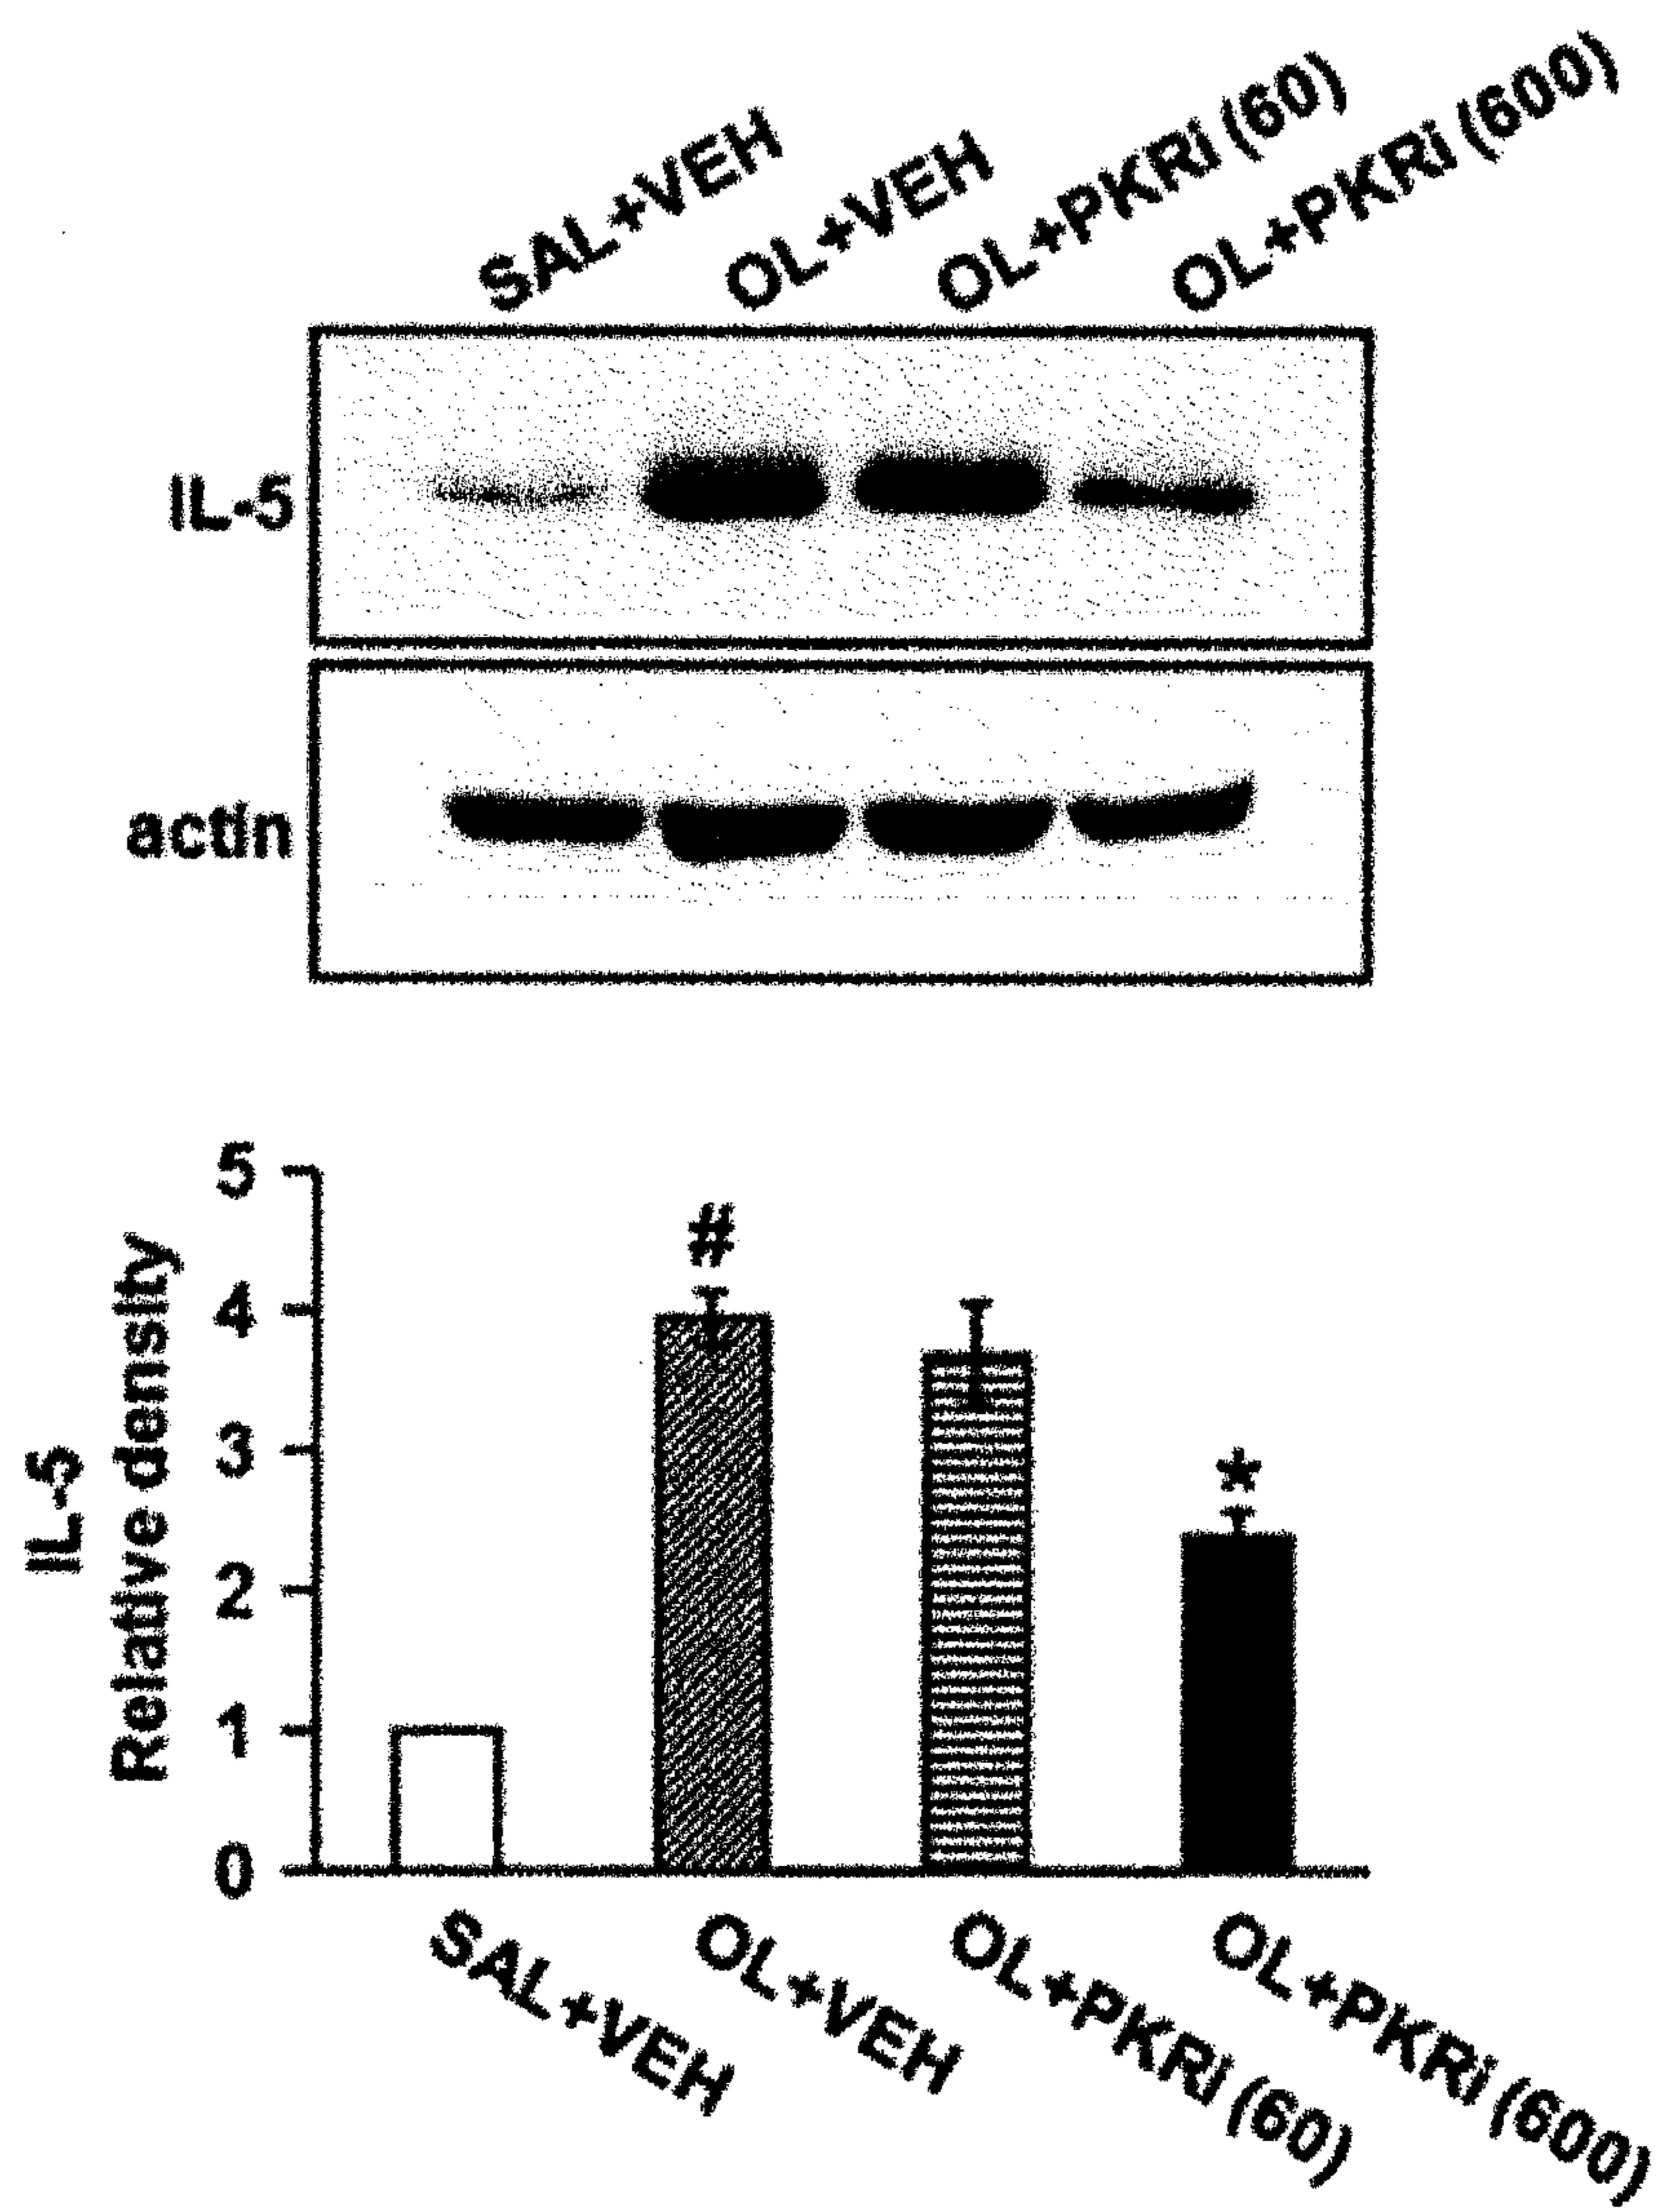 SAL+VEH
OL+VEH
OL+PKRi (60)
OL+PKRi (600)
IL-5
actin
5
#
4
3
*
2
1
0
IL-5
Relative density
SAL+VEH
OL+VEH
OL+PKRi (60)
OL+PKRi (600)